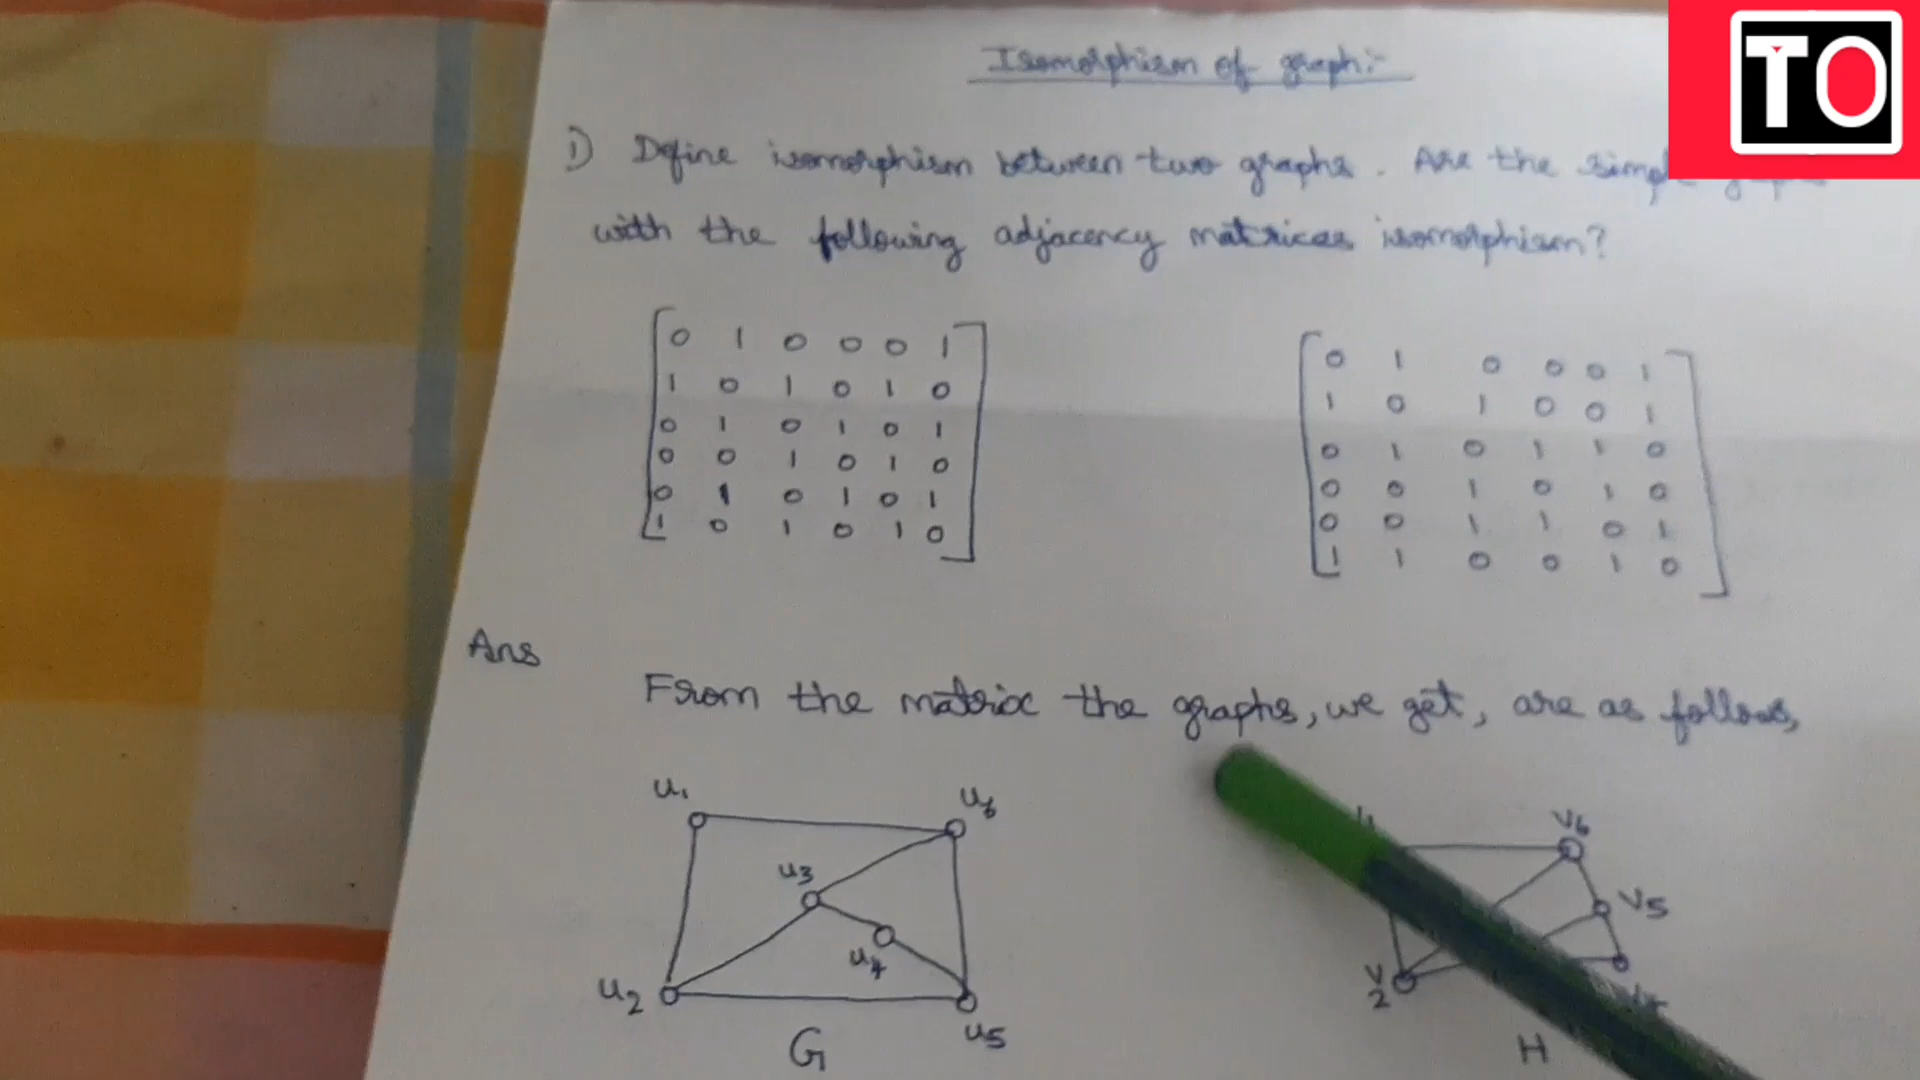 TO
Isomorphism of graph:-
1) Define isomorphism between two graphs. Are the
with the following adjacency matrices isomorphism?
0 1 0 0 0 1
1 0 1 0 1 0
0 1 0 1 0 1
0 0 1 0 1 0
0 1 0 1 0 1
1 0 1 0 1 0
0 1 0 0 0 1
1 0 1 0 0 1
0 1 0 1 1 0
0 0 1 0 1 0
0 0 1 1 0 1
1 1 0 0 1 0
Ans
From the matrix the graphs, we get, are as follows,
u1 u6
u3
u4
u2 u5
G
v6
v5
v2
H